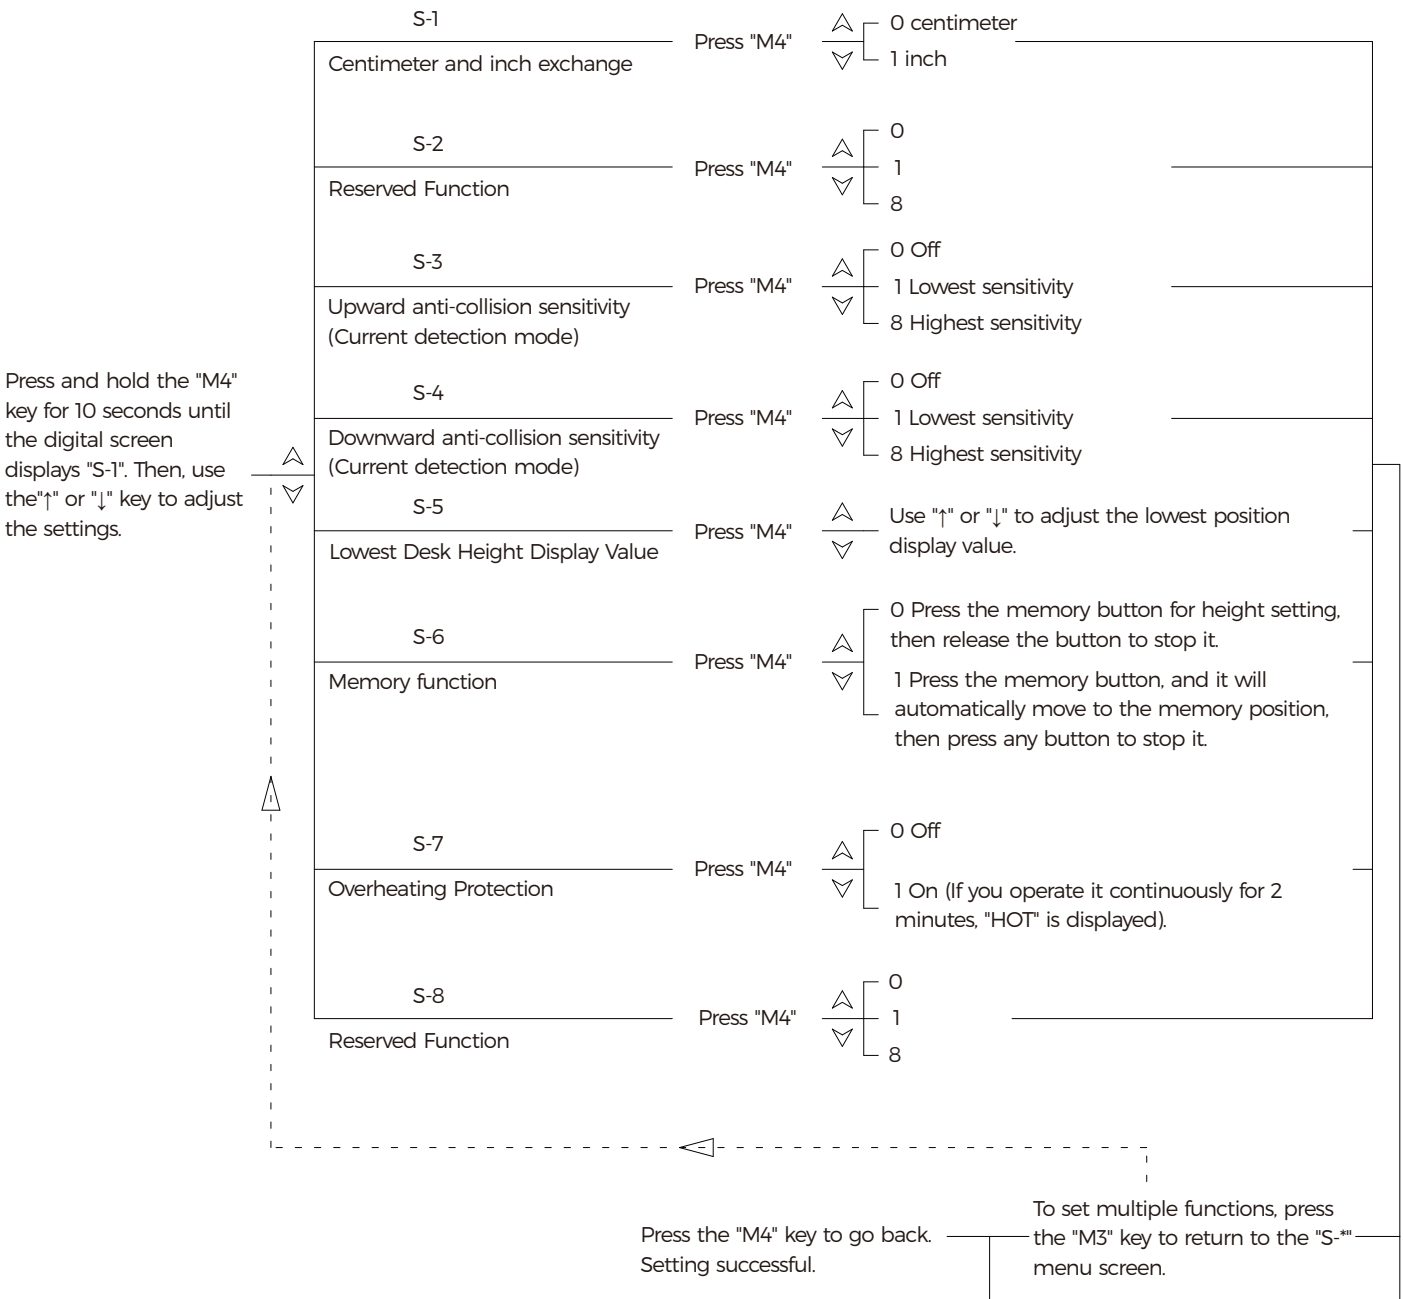 S-1
Press "M4"
0 centimeter
1 inch
Centimeter and inch exchange
S-2
Press "M4"
0
1
8
Reserved Function
S-3
Press "M4"
0 Off
1 Lowest sensitivity
8 Highest sensitivity
Upward anti-collision sensitivity
(Current detection mode)
Press and hold the "M4"
key for 10 seconds until
the digital screen
displays "S-1". Then, use
the"↑" or "↓" key to adjust
the settings.
S-4
Press "M4"
0 Off
1 Lowest sensitivity
8 Highest sensitivity
Downward anti-collision sensitivity
(Current detection mode)
S-5
Press "M4"
Use "↑" or "↓" to adjust the lowest position
display value.
Lowest Desk Height Display Value
S-6
Press "M4"
0 Press the memory button for height setting,
then release the button to stop it.
1 Press the memory button, and it will
automatically move to the memory position,
then press any button to stop it.
Memory function
S-7
Press "M4"
0 Off
1 On (If you operate it continuously for 2
minutes, "HOT" is displayed).
Overheating Protection
S-8
Press "M4"
0
1
8
Reserved Function
To set multiple functions, press
the "M3" key to return to the "S-*"
menu screen.
Press the "M4" key to go back.
Setting successful.